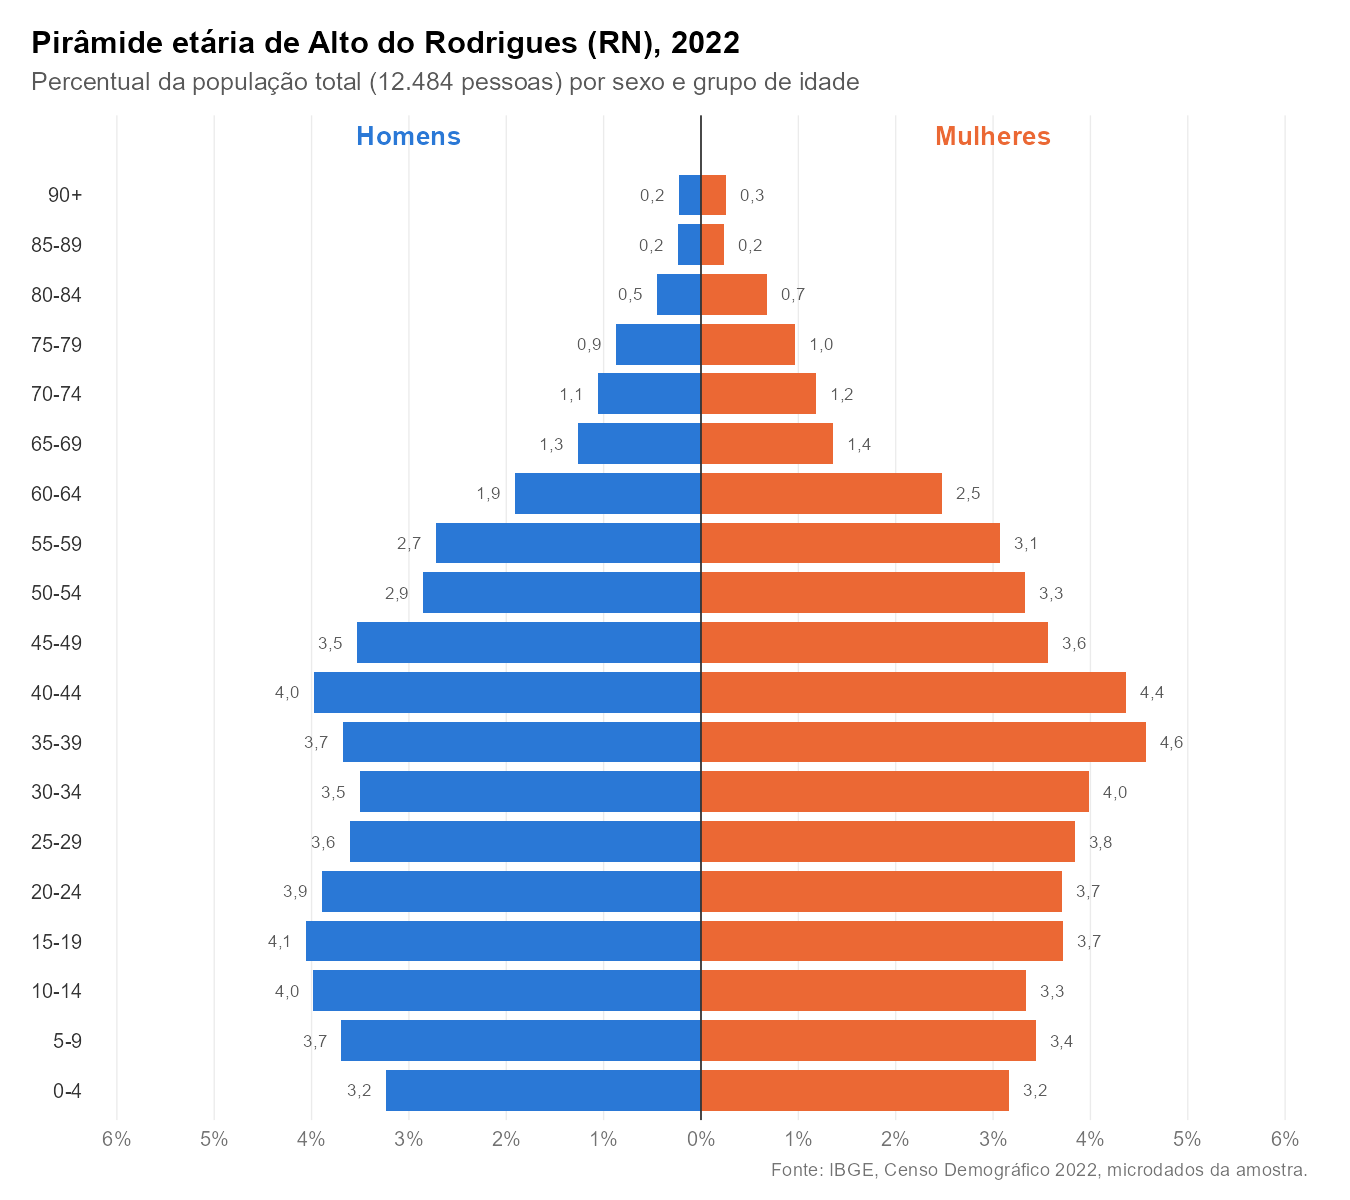 Pirâmide etária de Alto do Rodrigues (RN), 2022
Percentual da população total (12.484 pessoas) por sexo e grupo de idade
Homens Mulheres
90+ 0,2 0,3
85-89 0,2 0,2
80-84 0,5 0,7
75-79 0,9 1,0
70-74 1,1 1,2
65-69 1,3 1,4
60-64 1,9 2,5
55-59 2,7 3,1
50-54 2,9 3,3
45-49 3,5 3,6
40-44 4,0 4,4
35-39 3,7 4,6
30-34 3,5 4,0
25-29 3,6 3,8
20-24 3,9 3,7
15-19 4,1 3,7
10-14 4,0 3,3
5-9 3,7 3,4
0-4 3,2 3,2
6% 5% 4% 3% 2% 1% 0% 1% 2% 3% 4% 5% 6%
Fonte: IBGE, Censo Demográfico 2022, microdados da amostra.